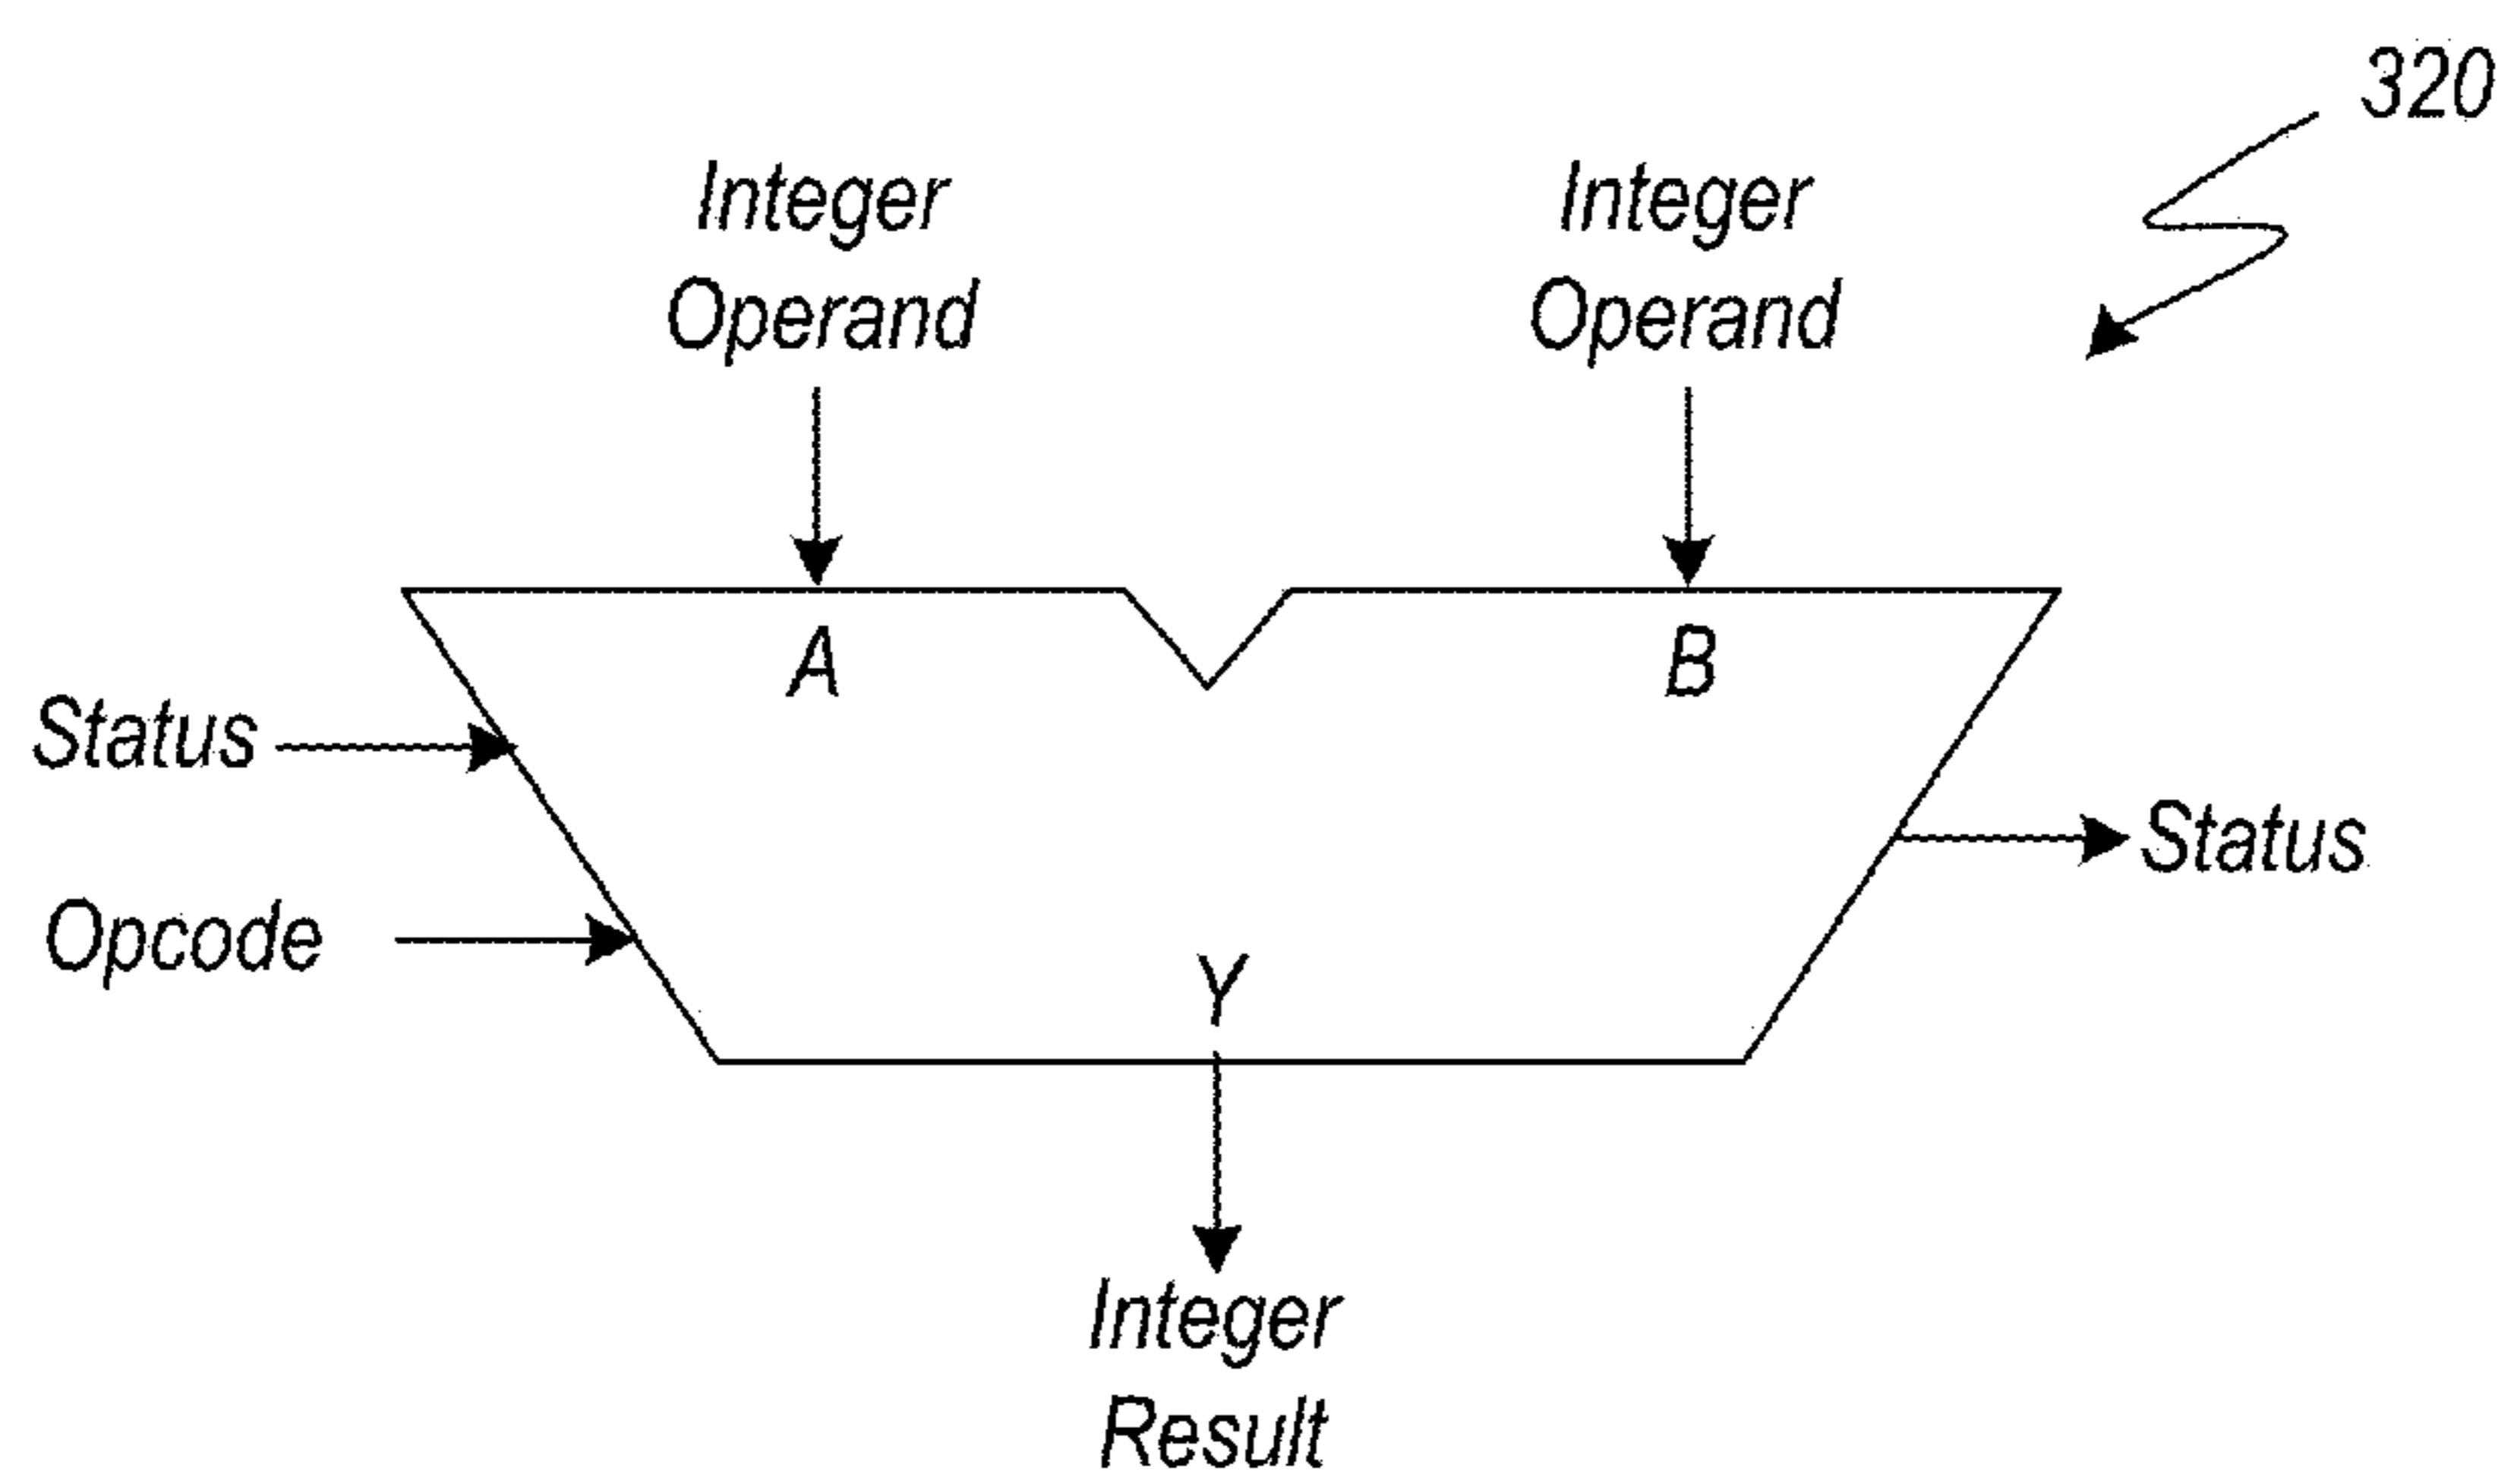 320
Integer
Operand
Integer
Operand
A
B
Status
Status
Opcode
Y
Integer
Result